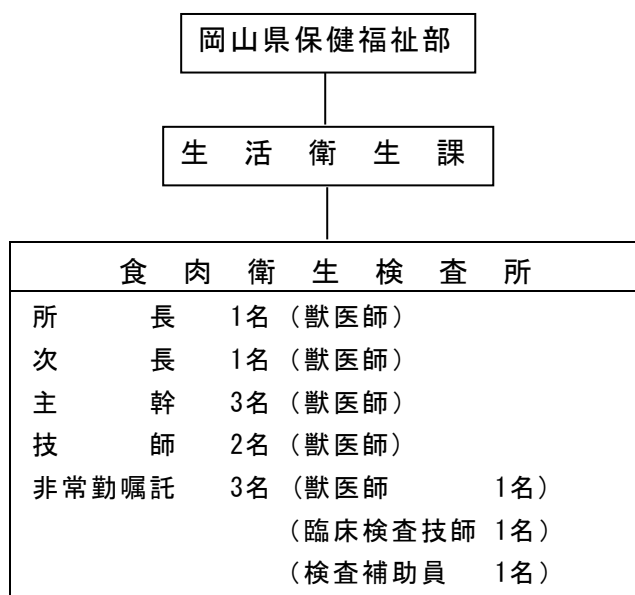 岡山県保健福祉部
生活衛生課
食肉衛生検査所
所長 1名（獣医師）
次長 1名（獣医師）
主幹 3名（獣医師）
技師 2名（獣医師）
非常勤嘱託 3名（獣医師 1名）
（臨床検査技師 1名）
（検査補助員 1名）